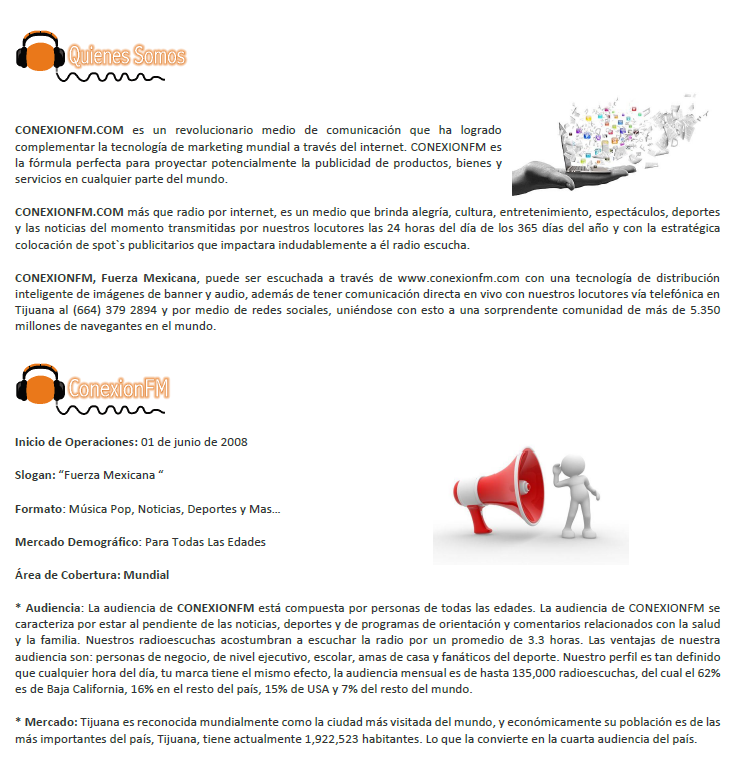 Quienes Somos
CONEXIONFM.COM es un revolucionario medio de comunicación que ha logrado
complementar la tecnología de marketing mundial a través del internet. CONEXIONFM es
la fórmula perfecta para proyectar potencialmente la publicidad de productos, bienes y
servicios en cualquier parte del mundo.
CONEXIONFM.COM más que radio por internet, es un medio que brinda alegría, cultura, entretenimiento, espectáculos, deportes
y las noticias del momento transmitidas por nuestros locutores las 24 horas del día de los 365 días del año y con la estratégica
colocación de spot`s publicitarios que impactara indudablemente a él radio escucha.
CONEXIONFM, Fuerza Mexicana, puede ser escuchada a través de www.conexionfm.com con una tecnología de distribución
inteligente de imágenes de banner y audio, además de tener comunicación directa en vivo con nuestros locutores vía telefónica en
Tijuana al (664) 379 2894 y por medio de redes sociales, uniéndose con esto a una sorprendente comunidad de más de 5.350
millones de navegantes en el mundo.
ConexionFM
Inicio de Operaciones: 01 de junio de 2008
Slogan: “Fuerza Mexicana “
Formato: Música Pop, Noticias, Deportes y Mas...
Mercado Demográfico: Para Todas Las Edades
Área de Cobertura: Mundial
* Audiencia: La audiencia de CONEXIONFM está compuesta por personas de todas las edades. La audiencia de CONEXIONFM se
caracteriza por estar al pendiente de las noticias, deportes y de programas de orientación y comentarios relacionados con la salud
y la familia. Nuestros radioescuchas acostumbran a escuchar la radio por un promedio de 3.3 horas. Las ventajas de nuestra
audiencia son: personas de negocio, de nivel ejecutivo, escolar, amas de casa y fanáticos del deporte. Nuestro perfil es tan definido
que cualquier hora del día, tu marca tiene el mismo efecto, la audiencia mensual es de hasta 135,000 radioescuchas, del cual el 62%
es de Baja California, 16% en el resto del país, 15% de USA y 7% del resto del mundo.
* Mercado: Tijuana es reconocida mundialmente como la ciudad más visitada del mundo, y económicamente su población es de las
más importantes del país, Tijuana, tiene actualmente 1,922,523 habitantes. Lo que la convierte en la cuarta audiencia del país.